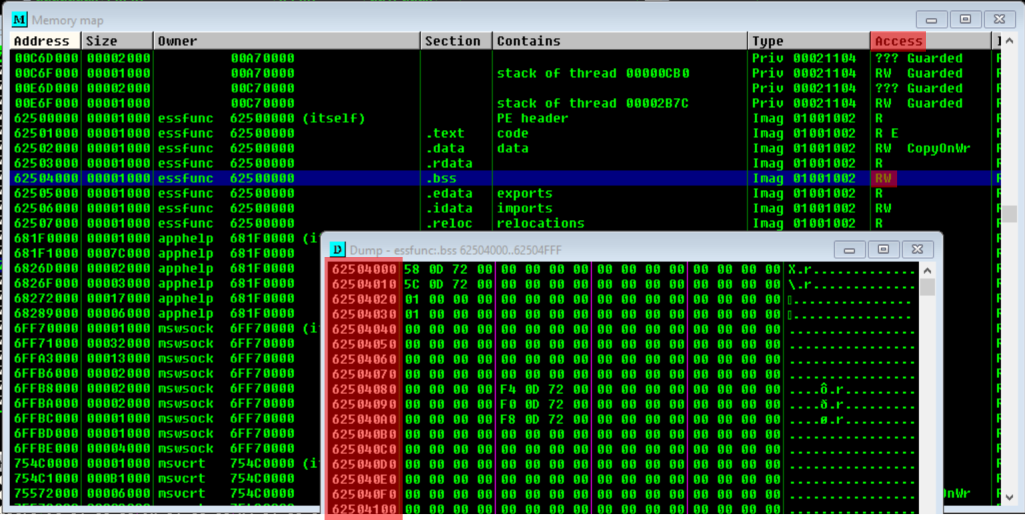 M Memory map
Address Size Owner Section Contains Type Access I
00C6D000 00002000 00A70000 Priv 00021104 ??? Guarded
00C6F000 00001000 00A70000 stack of thread 00000CB0 Priv 00021104 RW Guarded
00E6D000 00002000 00C70000 Priv 00021104 ??? Guarded
00E6F000 00001000 00C70000 stack of thread 00002B7C Priv 00021104 RW Guarded
62500000 00001000 essfunc 62500000 (itself) PE header Imag 01001002 R
62501000 00001000 essfunc 62500000 .text code Imag 01001002 R E
62502000 00001000 essfunc 62500000 .data data Imag 01001002 RW CopyOnWr
62503000 00001000 essfunc 62500000 .rdata Imag 01001002 R
62504000 00001000 essfunc 62500000 .bss Imag 01001002 RW
62505000 00001000 essfunc 62500000 .edata exports Imag 01001002 R
62506000 00001000 essfunc 62500000 .idata imports Imag 01001002 RW
62507000 00001000 essfunc 62500000 .reloc relocations Imag 01001002 R
681F0000 00001000 apphelp 681F0000 (i
681F1000 0007C000 apphelp 681F0000
6826D000 00002000 apphelp 681F0000
6826F000 00003000 apphelp 681F0000
68272000 00017000 apphelp 681F0000
68289000 00006000 apphelp 681F0000
6FF70000 00001000 mswsock 6FF70000 (i
6FF71000 00032000 mswsock 6FF70000
6FFA3000 00013000 mswsock 6FF70000
6FFB6000 00002000 mswsock 6FF70000
6FFB8000 00002000 mswsock 6FF70000
6FFBA000 00002000 mswsock 6FF70000
6FFBC000 00001000 mswsock 6FF70000
6FFBD000 00001000 mswsock 6FF70000
6FFBE000 00004000 mswsock 6FF70000
754C0000 00001000 msvcrt 754C0000 (i
754C1000 000B1000 msvcrt 754C0000
75572000 00006000 msvcrt 754C0000 OnWr
D Dump - essfunc:.bss 62504000..62504FFF
62504000 58 0D 72 00 00 00 00 00 00 00 00 00 00 00 00 00 X.r.............
62504010 5C 0D 72 00 00 00 00 00 00 00 00 00 00 00 00 00 \.r.............
62504020 01 00 00 00 00 00 00 00 00 00 00 00 00 00 00 00 ...............
62504030 01 00 00 00 00 00 00 00 00 00 00 00 00 00 00 00 ...............
62504040 00 00 00 00 00 00 00 00 00 00 00 00 00 00 00 00 ................
62504050 00 00 00 00 00 00 00 00 00 00 00 00 00 00 00 00 ................
62504060 00 00 00 00 00 00 00 00 00 00 00 00 00 00 00 00 ................
62504070 00 00 00 00 00 00 00 00 00 00 00 00 00 00 00 00 ................
62504080 00 00 00 00 F4 0D 72 00 00 00 00 00 00 00 00 00 ....ô.r.........
62504090 00 00 00 00 F0 0D 72 00 00 00 00 00 00 00 00 00 ....ð.r.........
625040A0 00 00 00 00 F8 0D 72 00 00 00 00 00 00 00 00 00 ....ø.r.........
625040B0 00 00 00 00 00 00 00 00 00 00 00 00 00 00 00 00 ................
625040C0 00 00 00 00 00 00 00 00 00 00 00 00 00 00 00 00 ................
625040D0 00 00 00 00 00 00 00 00 00 00 00 00 00 00 00 00 ................
625040E0 00 00 00 00 00 00 00 00 00 00 00 00 00 00 00 00 ................
625040F0 00 00 00 00 00 00 00 00 00 00 00 00 00 00 00 00 ................
62504100 00 00 00 00 00 00 00 00 00 00 00 00 00 00 00 00 ................